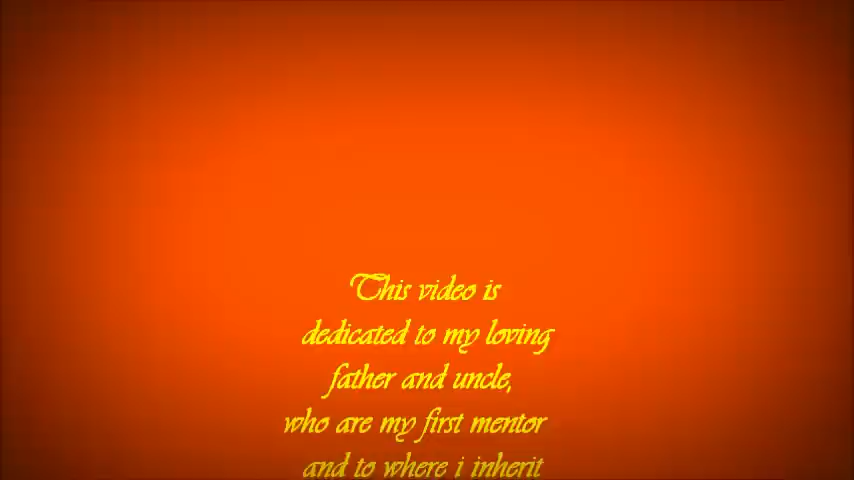 This video is
dedicated to my loving
father and uncle,
who are my first mentor
and to where i inherit